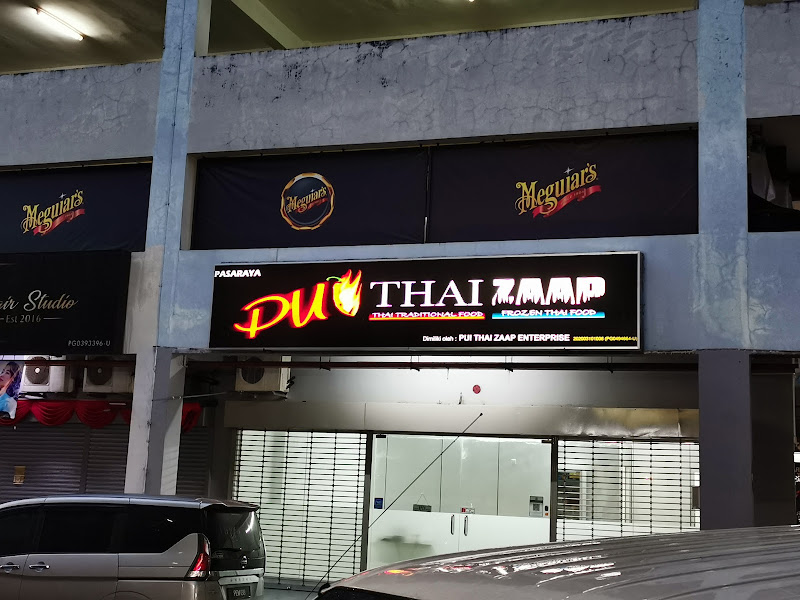 Meguiar's
Meguiar's
Meguiar's
PASARAYA
PUI THAI ZAAP
THAI TRADITIONAL FOOD
FROZEN THAI FOOD
Dimiliki oleh : PUI THAI ZAAP ENTERPRISE
Studio
Est 2016
PG0393396-U